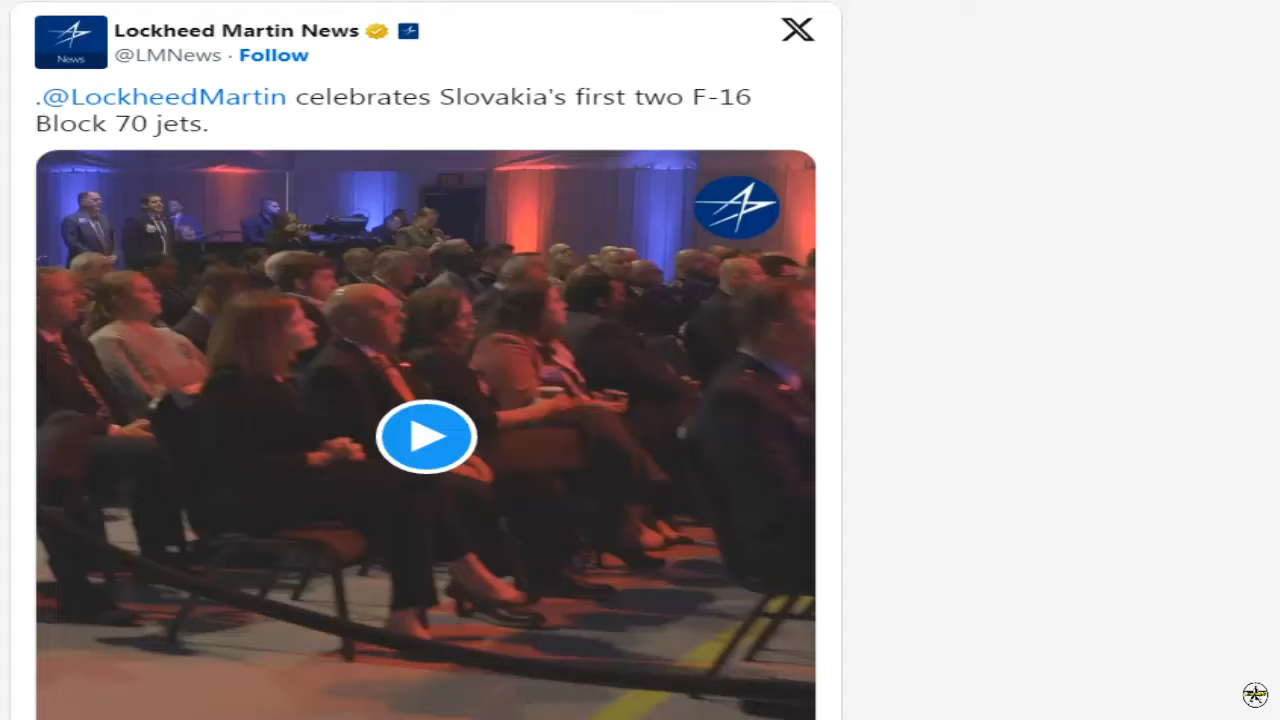 Lockheed Martin News
News
@LMNews · Follow
.@LockheedMartin celebrates Slovakia's first two F-16
Block 70 jets.